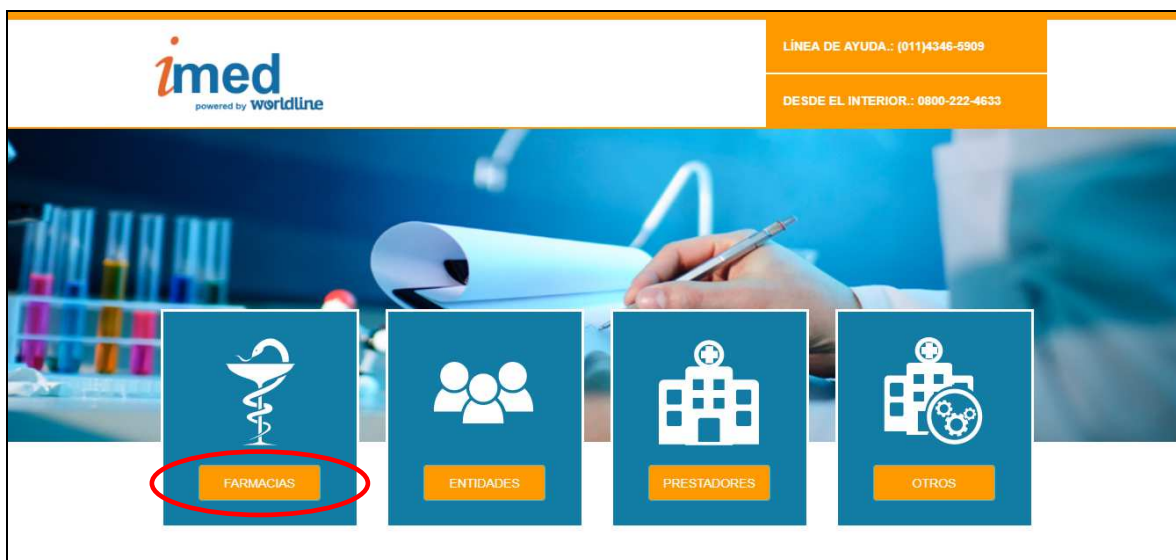 imed
powered by worldline
LÍNEA DE AYUDA.: (011)4346-5909
DESDE EL INTERIOR.: 0800-222-4633
FARMACIAS
ENTIDADES
PRESTADORES
OTROS